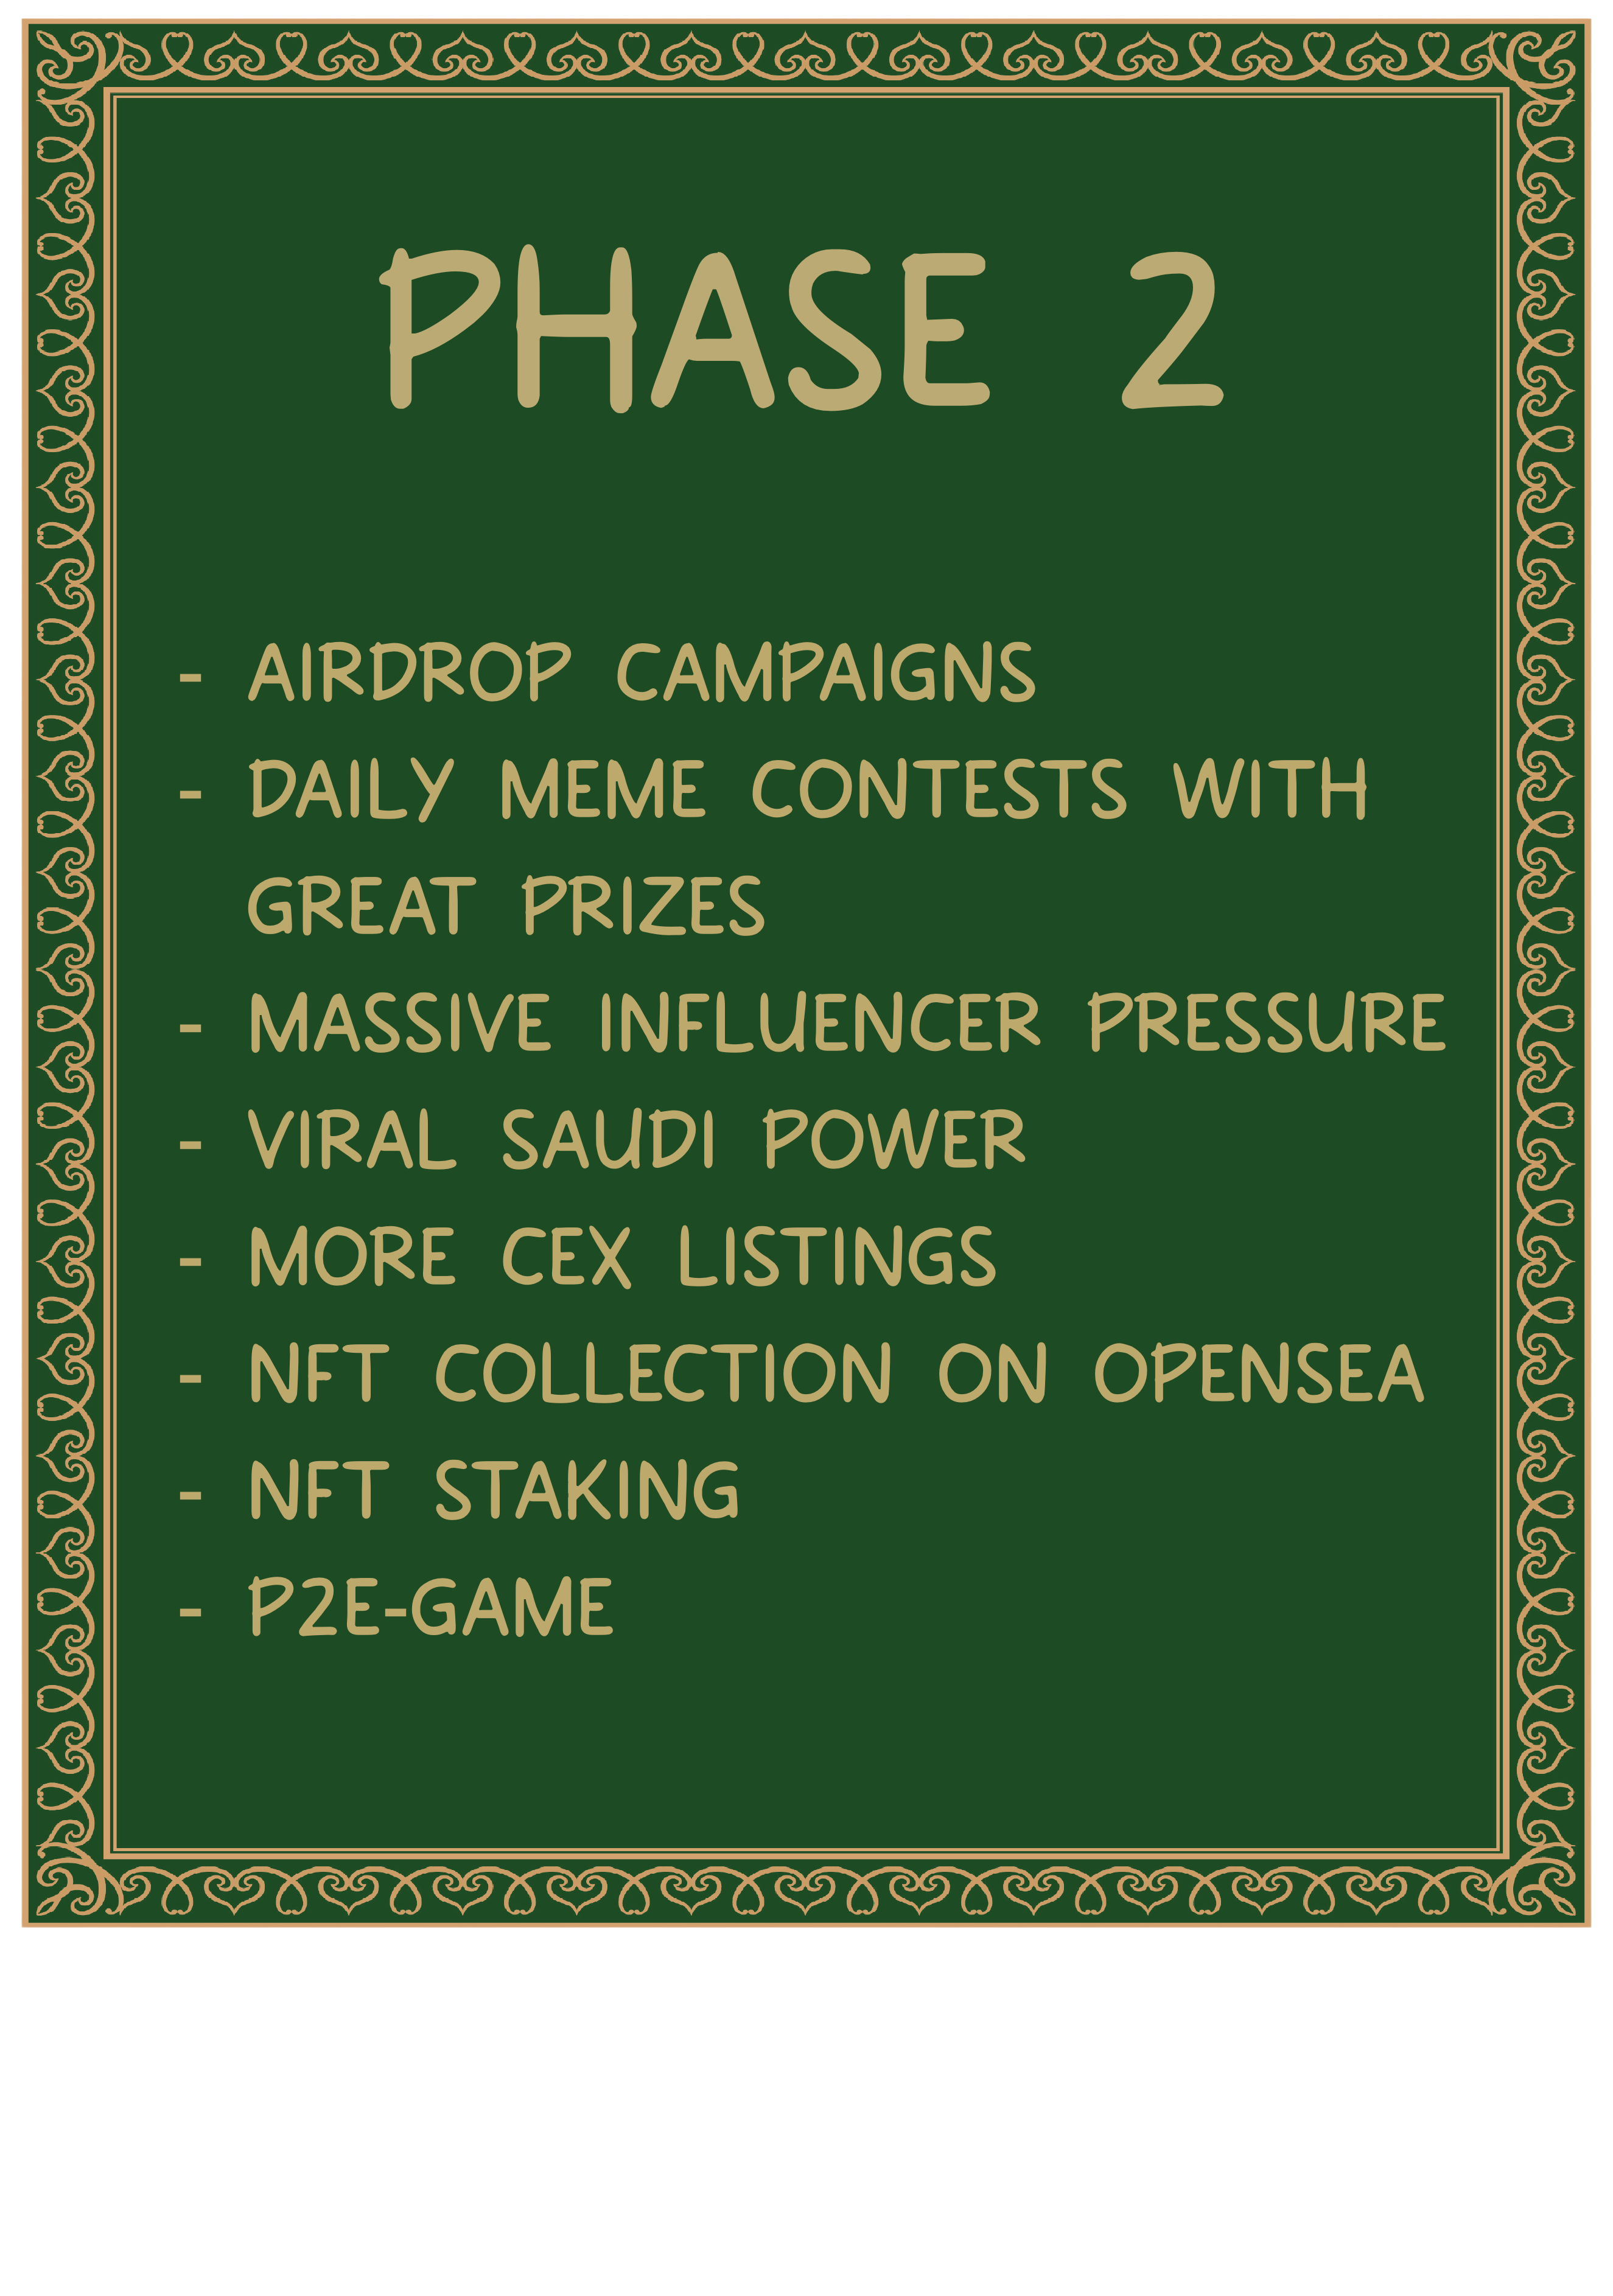 PHASE 2
- AIRDROP CAMPAIGNS
- DAILY MEME CONTESTS WITH
GREAT PRIZES
- MASSIVE INFLUENCER PRESSURE
- VIRAL SAUDI POWER
- MORE CEX LISTINGS
- NFT COLLECTION ON OPENSEA
- NFT STAKING
- P2E-GAME